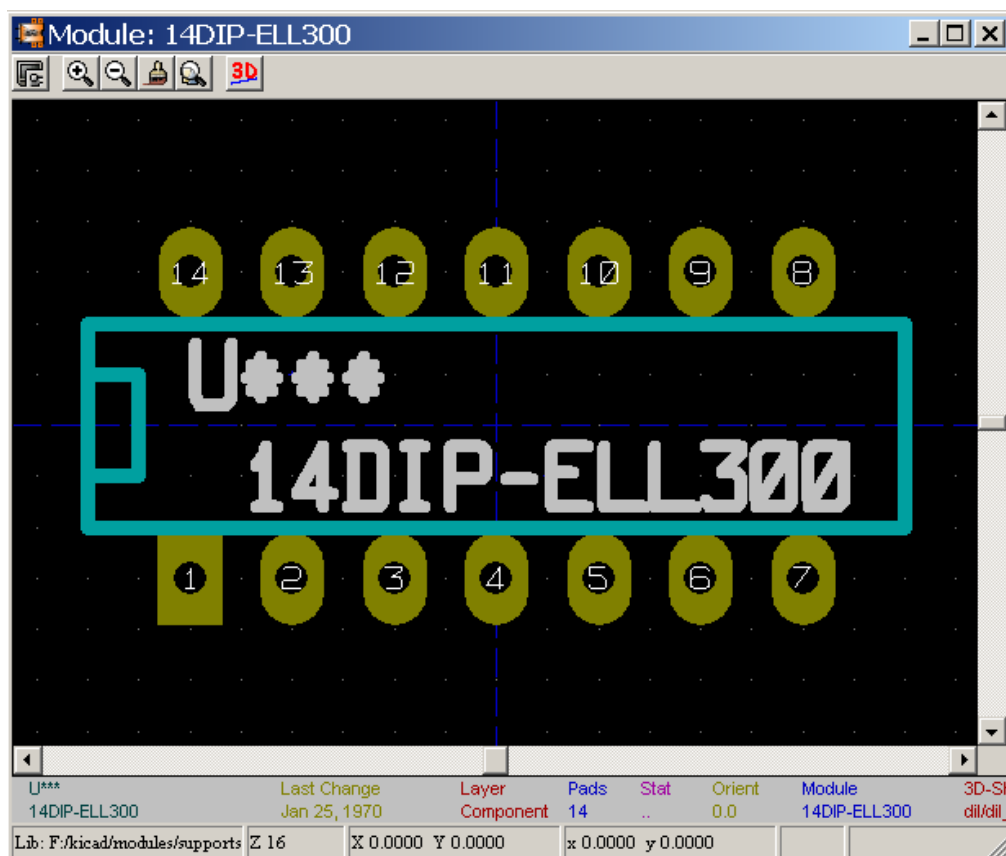 Module: 14DIP-ELL300
3D
14 13 12 11 10 9 8
U***
14DIP-ELL300
1 2 3 4 5 6 7
U*** Last Change Layer Pads Stat Orient Module
14DIP-ELL300 Jan 25, 1970 Component 14 .. 0.0 14DIP-ELL300 dil/dil_
Lib: F:/kicad/modules/supports Z 16 X 0.0000 Y 0.0000 x 0.0000 y 0.0000